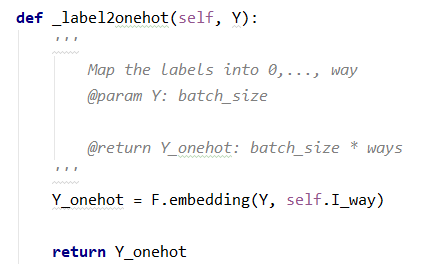 def _label2onehot(self, Y):
'''
Map the labels into 0,..., way
@param Y: batch_size
@return Y_onehot: batch_size * ways
'''
Y_onehot = F.embedding(Y, self.I_way)
return Y_onehot